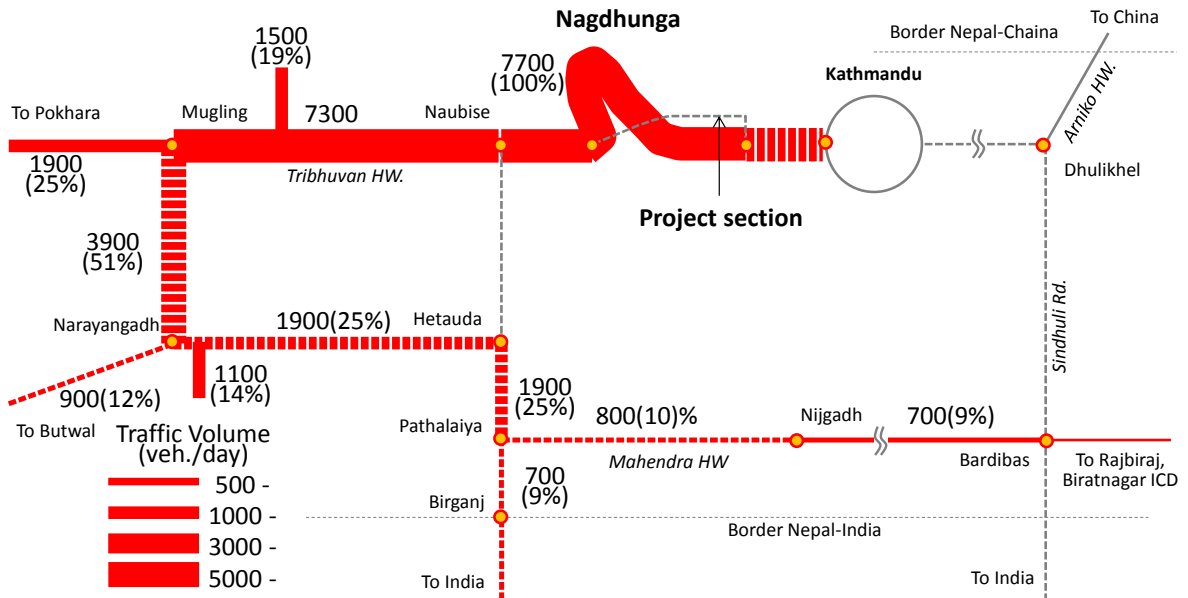 Nagdhunga
To China
1500
(19%)
7700
(100%)
Border Nepal-Chaina
Kathmandu
Arniko HW.
To Pokhara
Mugling
7300
Naubise
1900
(25%)
Tribhuvan HW.
Dhulikhel
Project section
3900
(51%)
Sindhuli Rd.
Narayangadh
1900(25%)
Hetauda
1100
(14%)
900(12%)
1900
(25%)
To Butwal
Traffic Volume
(veh./day)
Pathalaiya
800(10)%
Nijgadh
700(9%)
Mahendra HW
Bardibas
To Rajbiraj,
Biratnagar ICD
500 -
700
(9%)
Birganj
1000 -
Border Nepal-India
3000 -
5000 -
To India
To India